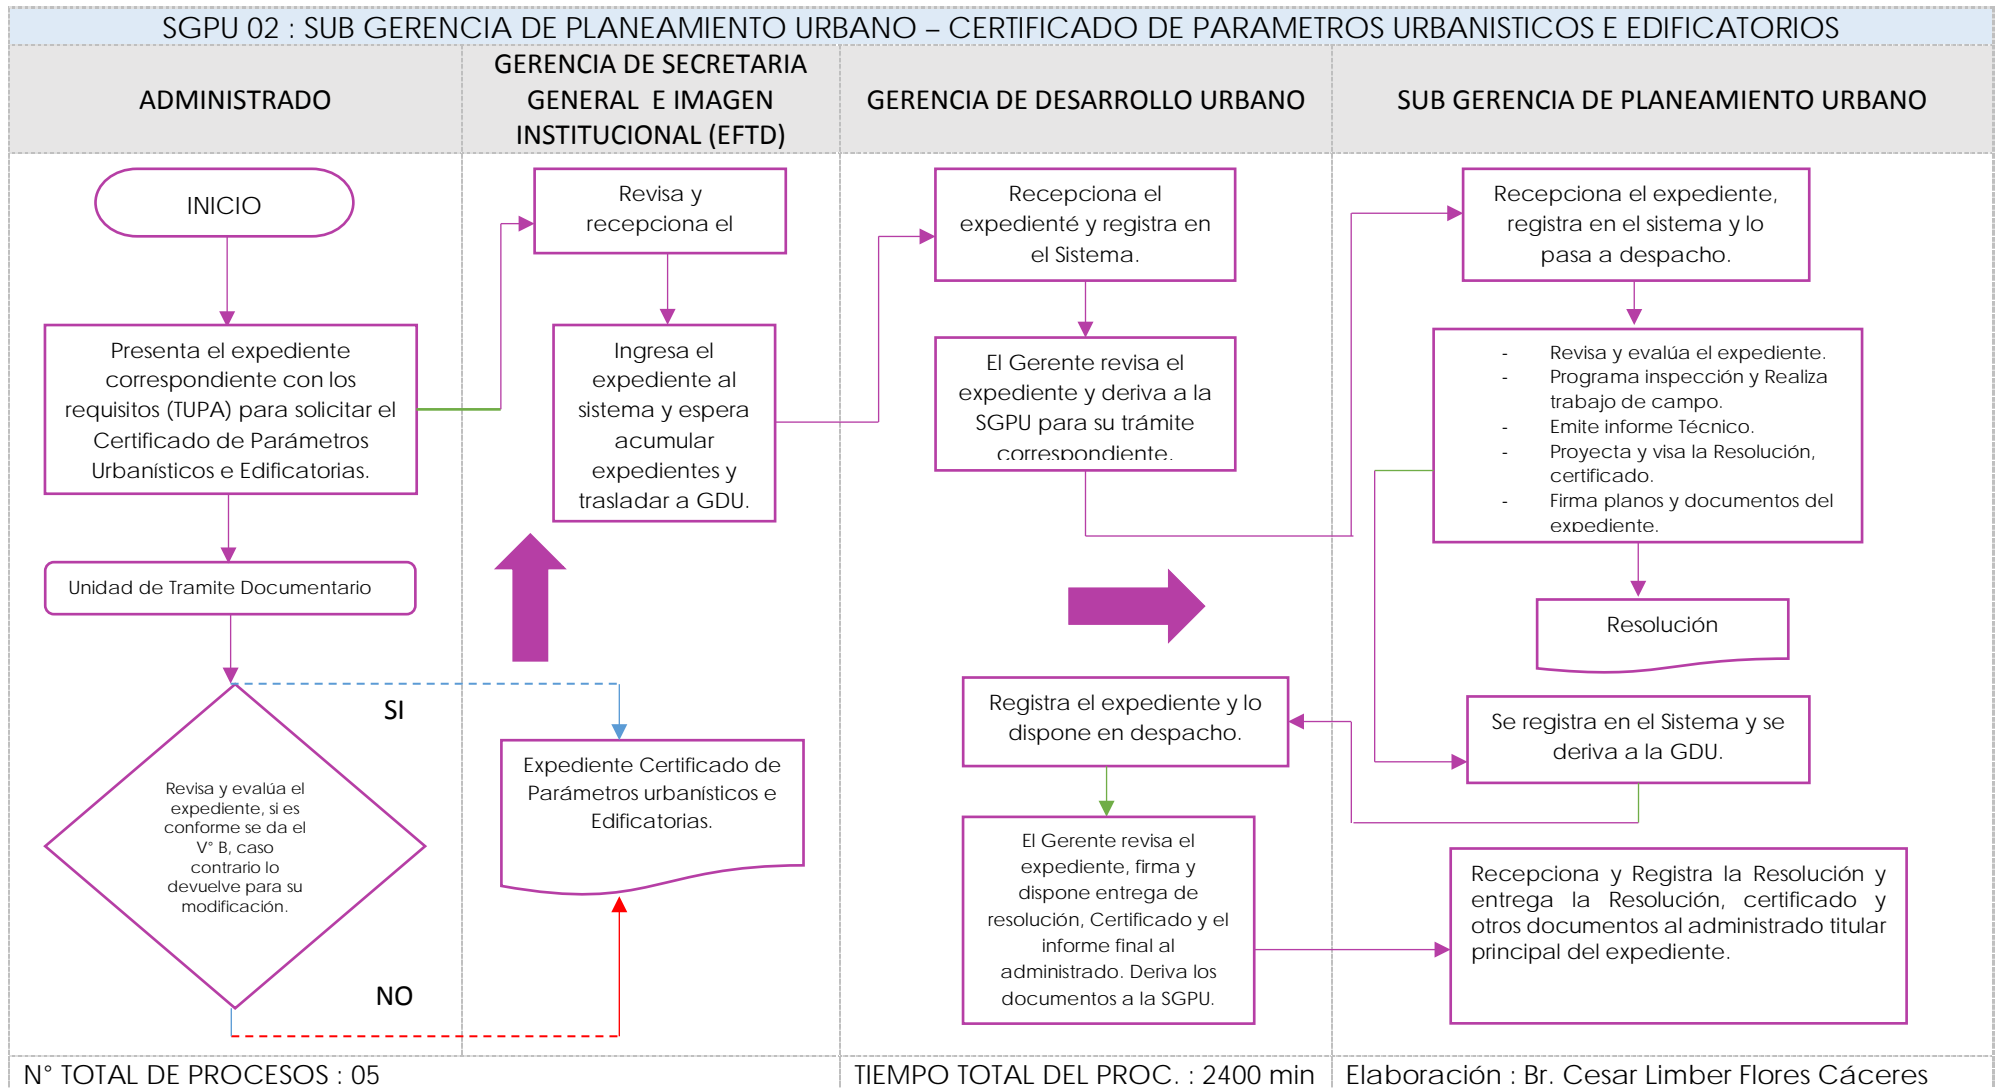 SGPU 02 : SUB GERENCIA DE PLANEAMIENTO URBANO – CERTIFICADO DE PARAMETROS URBANISTICOS E EDIFICATORIOS
ADMINISTRADO
GERENCIA DE SECRETARIA
GENERAL E IMAGEN
INSTITUCIONAL (EFTD)
GERENCIA DE DESARROLLO URBANO
SUB GERENCIA DE PLANEAMIENTO URBANO
INICIO
Presenta el expediente
correspondiente con los
requisitos (TUPA) para solicitar el
Certificado de Parámetros
Urbanísticos e Edificatorias.
Unidad de Tramite Documentario
Revisa y evalúa el
expediente, si es
conforme se da el
V° B, caso
contrario lo
devuelve para su
modificación.
SI
NO
Revisa y
recepciona el
Ingresa el
expediente al
sistema y espera
acumular
expedientes y
trasladar a GDU.
Expediente Certificado de
Parámetros urbanísticos e
Edificatorias.
Recepciona el
expedienté y registra en
el Sistema.
El Gerente revisa el
expediente y deriva a la
SGPU para su trámite
correspondiente.
Registra el expediente y lo
dispone en despacho.
El Gerente revisa el
expediente, firma y
dispone entrega de
resolución, Certificado y el
informe final al
administrado. Deriva los
documentos a la SGPU.
Recepciona el expediente,
registra en el sistema y lo
pasa a despacho.
- Revisa y evalúa el expediente.
- Programa inspección y Realiza
trabajo de campo.
- Emite informe Técnico.
- Proyecta y visa la Resolución,
certificado.
- Firma planos y documentos del
expediente.
Resolución
Se registra en el Sistema y se
deriva a la GDU.
Recepciona y Registra la Resolución y
entrega la Resolución, certificado y
otros documentos al administrado titular
principal del expediente.
N° TOTAL DE PROCESOS : 05
TIEMPO TOTAL DEL PROC. : 2400 min
Elaboración : Br. Cesar Limber Flores Cáceres